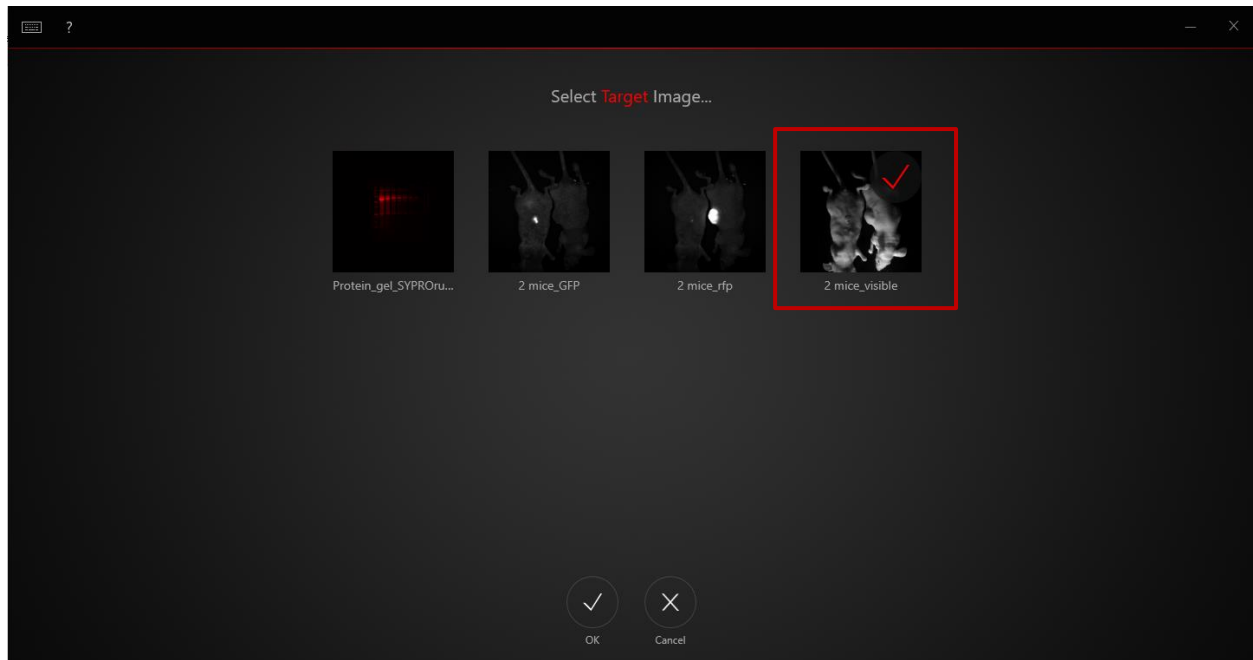 ?
Select Target Image...
Protein_gel_SYPROru...
2 mice_GFP
2 mice_rfp
2 mice_visible
OK
Cancel